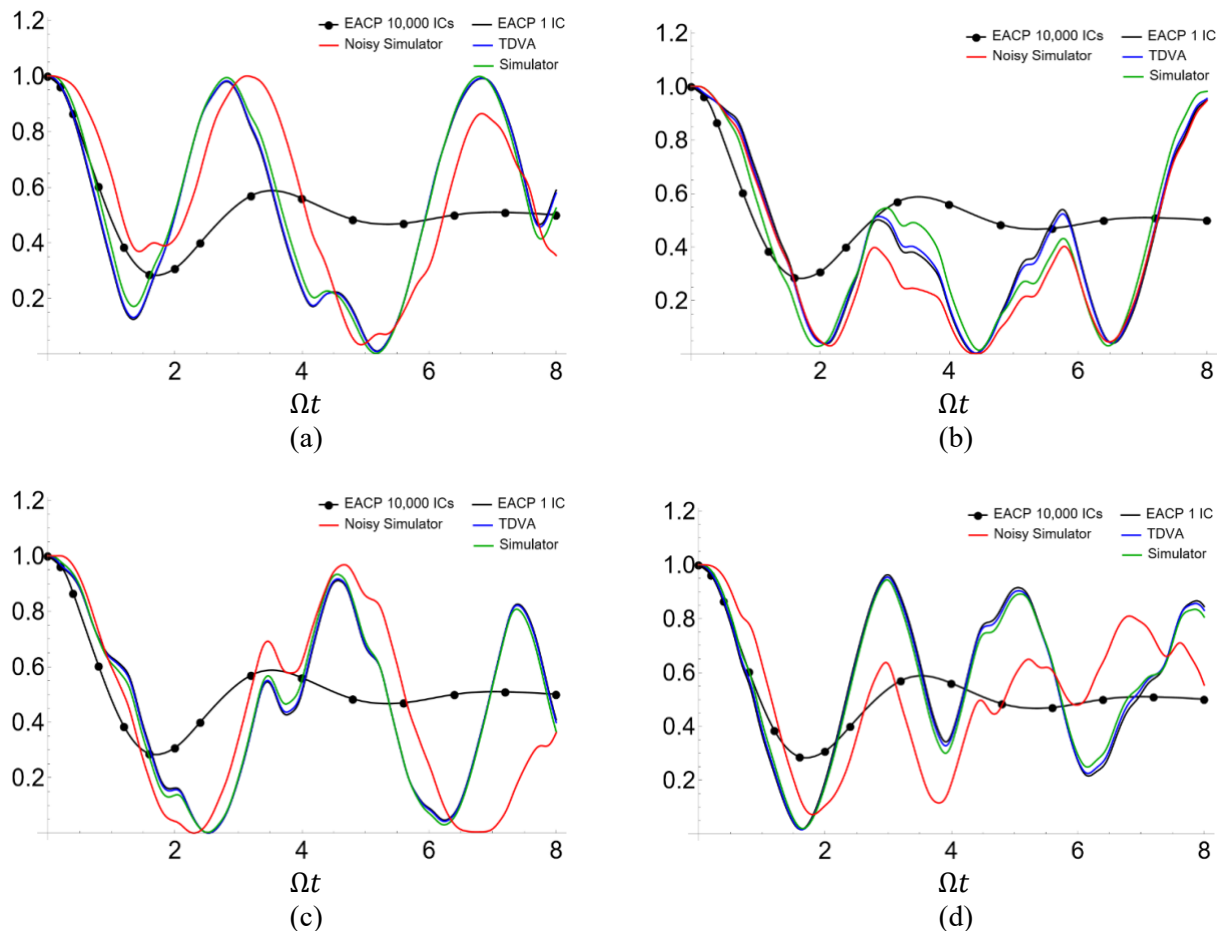 1.2
EACP 10,000 ICs
EACP 1 IC
Noisy Simulator
TDVA
Simulator
1.0
0.8
0.6
0.4
0.2
2
4
6
8
Ωt
(a)
1.2
EACP 10,000 ICs
EACP 1 IC
Noisy Simulator
TDVA
Simulator
1.0
0.8
0.6
0.4
0.2
2
4
6
8
Ωt
(b)
1.2
EACP 10,000 ICs
EACP 1 IC
Noisy Simulator
TDVA
Simulator
1.0
0.8
0.6
0.4
0.2
2
4
6
8
Ωt
(c)
1.2
EACP 10,000 ICs
EACP 1 IC
Noisy Simulator
TDVA
Simulator
1.0
0.8
0.6
0.4
0.2
2
4
6
8
Ωt
(d)